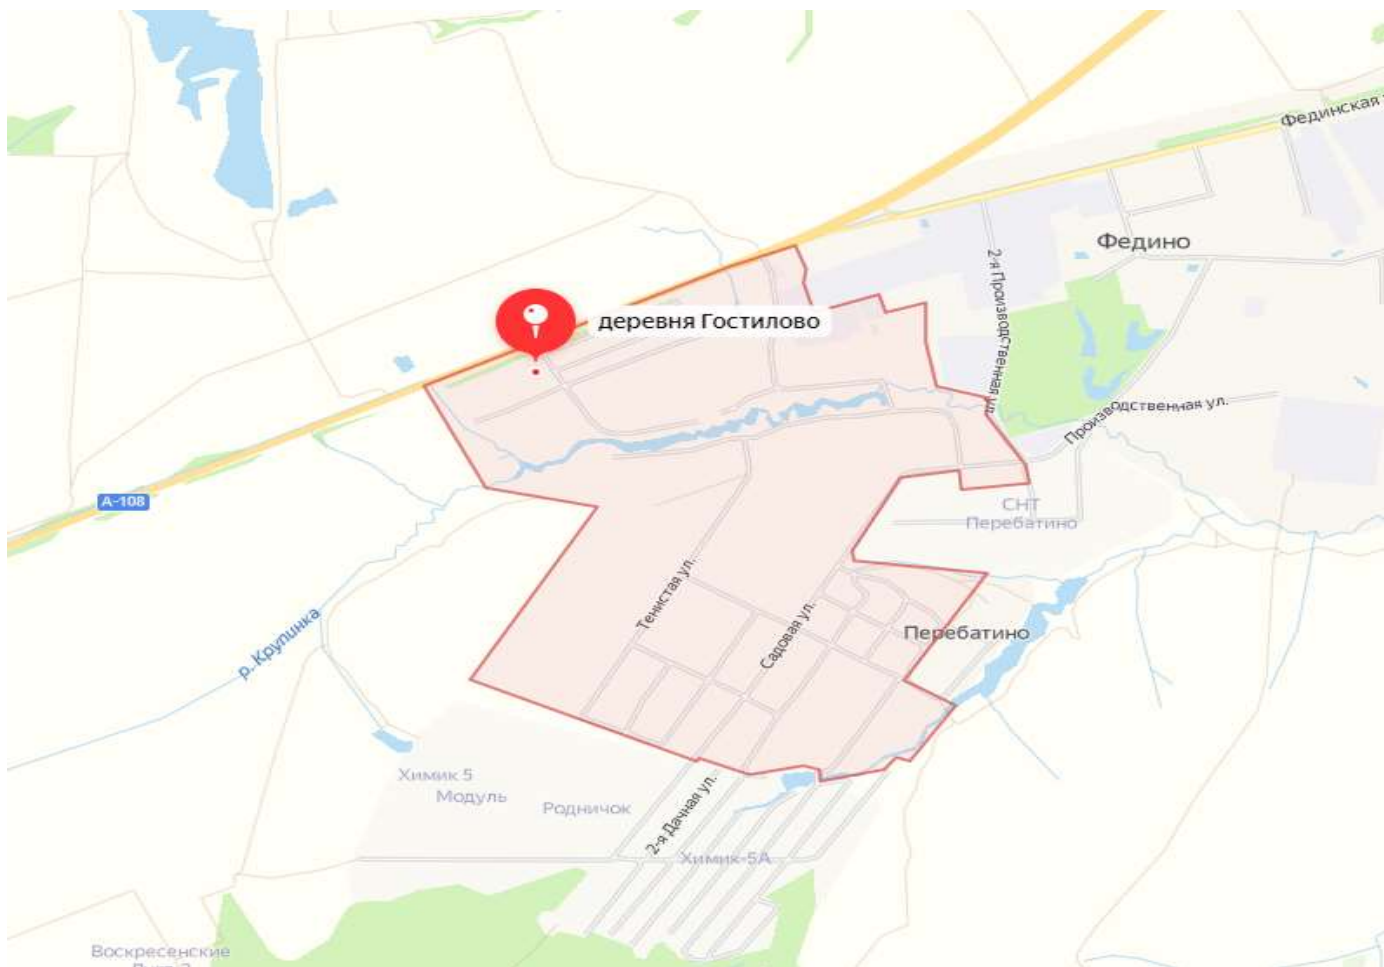 Фединская
Федино
2-я Производственная ул.
деревня Гостилово
Производственная ул.
А-108
СНТ
Перебатино
Тенистая ул.
Садовая ул.
Перебатино
р. Крупинка
Химик 5
Модуль
Родничок
2-я Дачная ул.
Химик-5А
Воскресенские